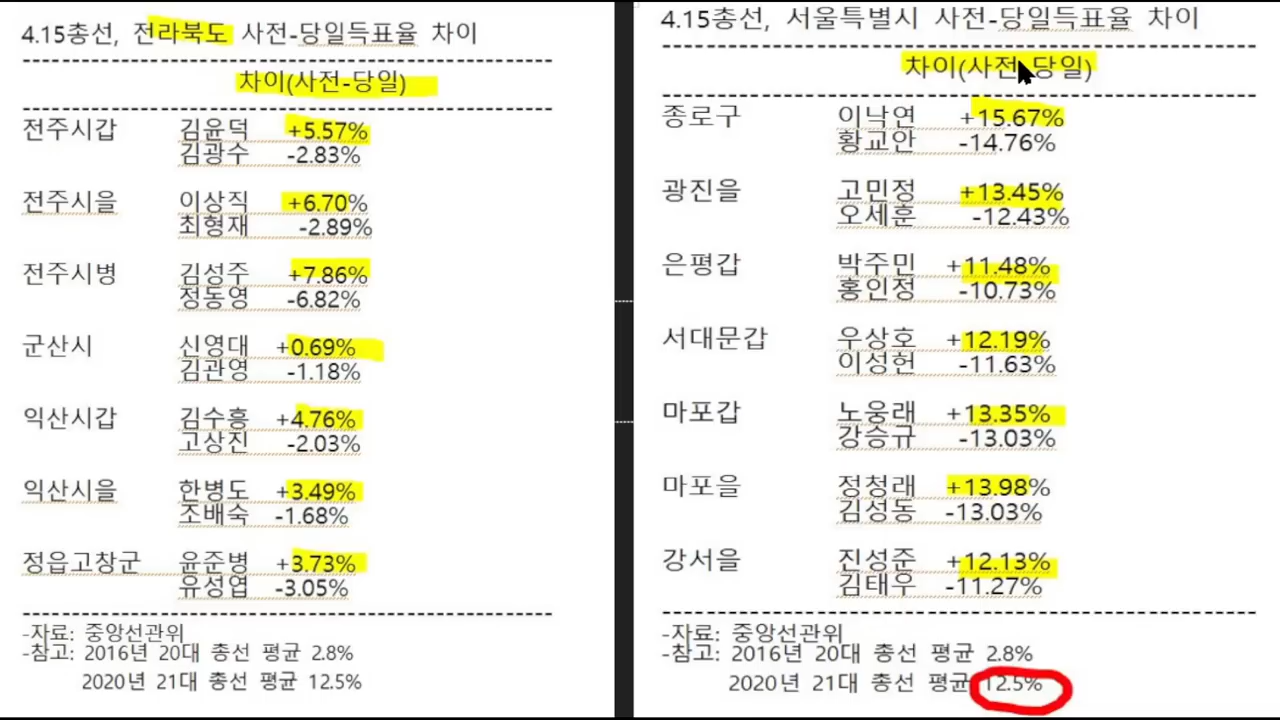 4.15총선, 전라북도 사전-당일득표율 차이
차이(사전-당일)
전주시갑 김윤덕 +5.57%
김광수 -2.83%
전주시을 이상직 +6.70%
최형재 -2.89%
전주시병 김성주 +7.86%
정동영 -6.82%
군산시 신영대 +0.69%
김관영 -1.18%
익산시갑 김수흥 +4.76%
고상진 -2.03%
익산시을 한병도 +3.49%
조배숙 -1.68%
정읍고창군 윤준병 +3.73%
유성엽 -3.05%
-자료: 중앙선관위
-참고: 2016년 20대 총선 평균 2.8%
2020년 21대 총선 평균 12.5%
4.15총선, 서울특별시 사전-당일득표율 차이
차이(사전-당일)
종로구 이낙연 +15.67%
황교안 -14.76%
광진을 고민정 +13.45%
오세훈 -12.43%
은평갑 박주민 +11.48%
홍인정 -10.73%
서대문갑 우상호 +12.19%
이성헌 -11.63%
마포갑 노웅래 +13.35%
강승규 -13.03%
마포을 정청래 +13.98%
김성동 -13.03%
강서을 진성준 +12.13%
김태우 -11.27%
-자료: 중앙선관위
-참고: 2016년 20대 총선 평균 2.8%
2020년 21대 총선 평균 12.5%